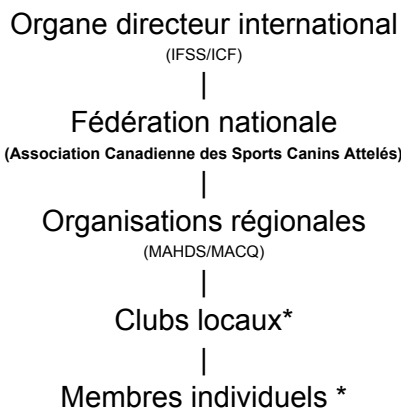 Organe directeur international
(IFSS/ICF)
Fédération nationale
(Association Canadienne des Sports Canins Attelés)
Organisations régionales
(MAHDS/MACQ)
Clubs locaux*
Membres individuels *